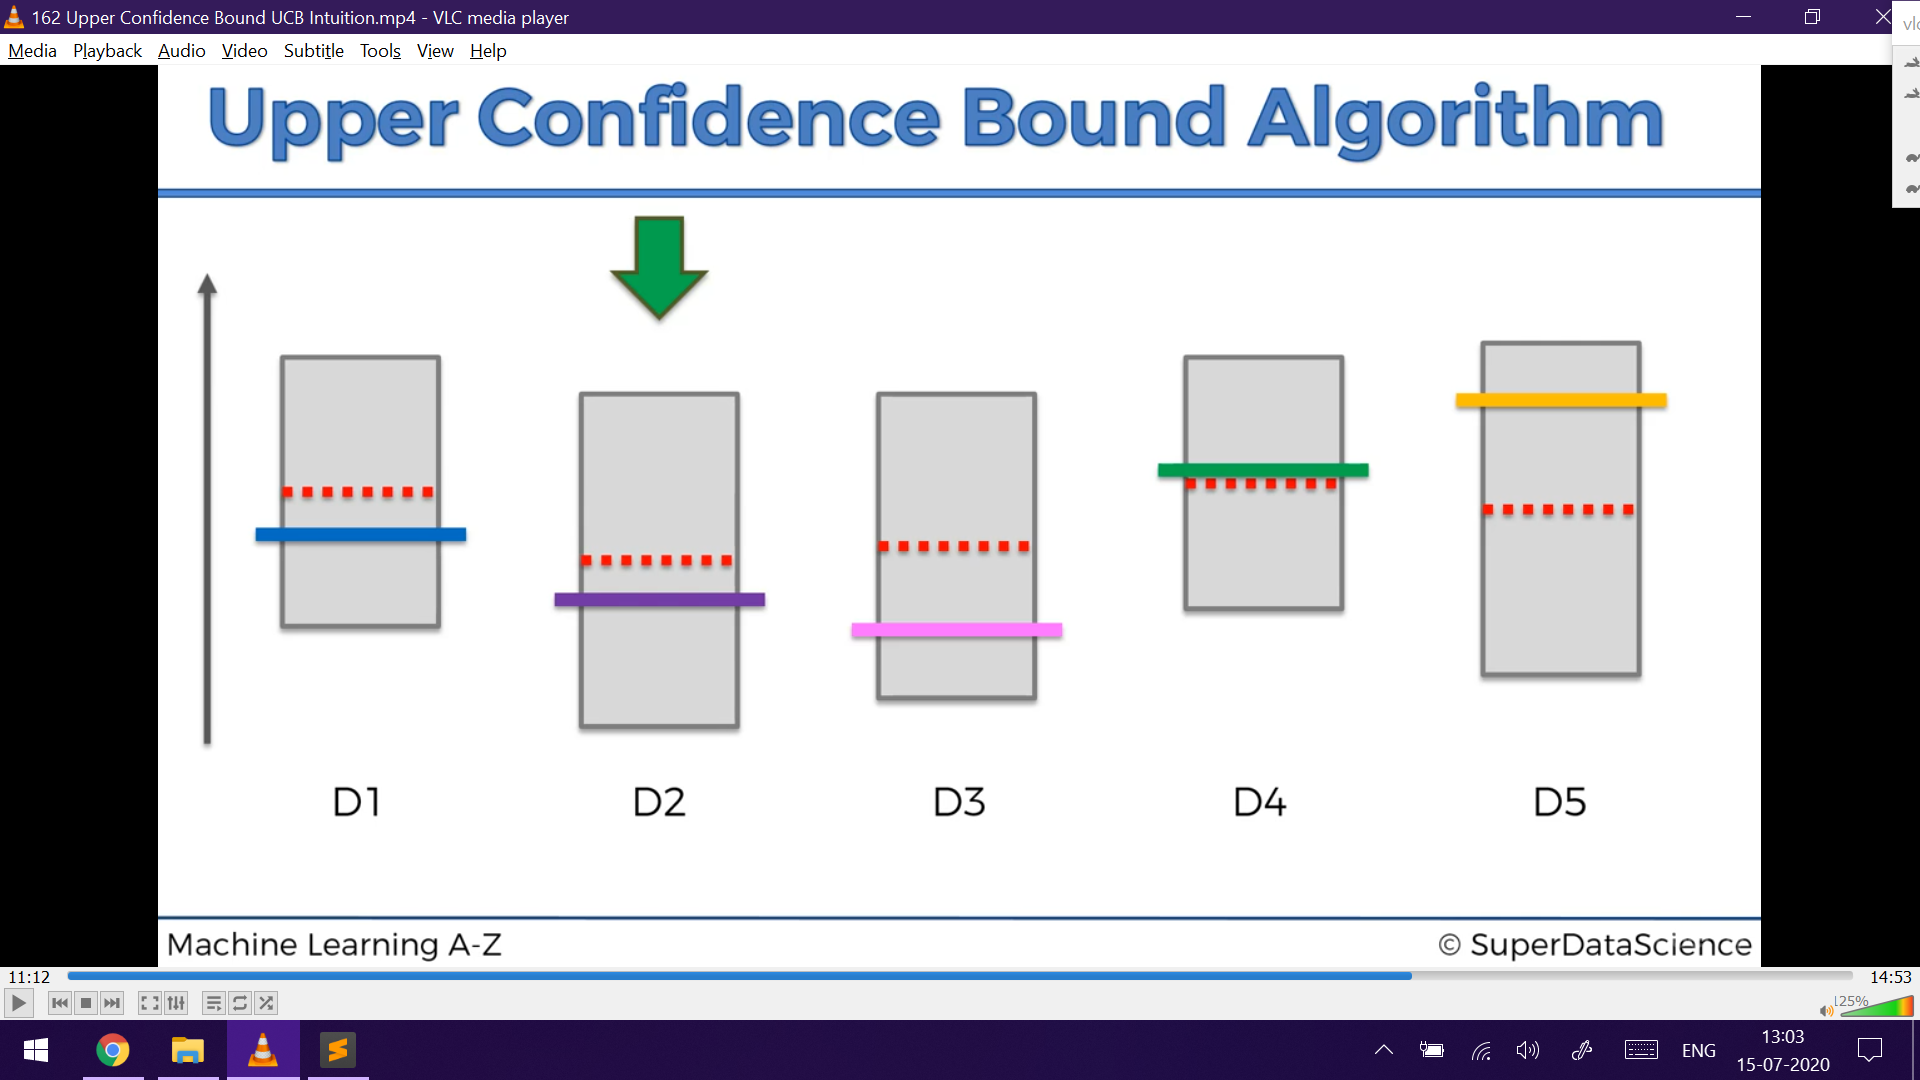 162 Upper Confidence Bound UCB Intuition.mp4 - VLC media player
Media Playback Audio Video Subtitle Tools View Help
Upper Confidence Bound Algorithm
D1 D2 D3 D4 D5
Machine Learning A-Z
© SuperDataScience
11:12
14:53
125%
ENG
13:03
15-07-2020